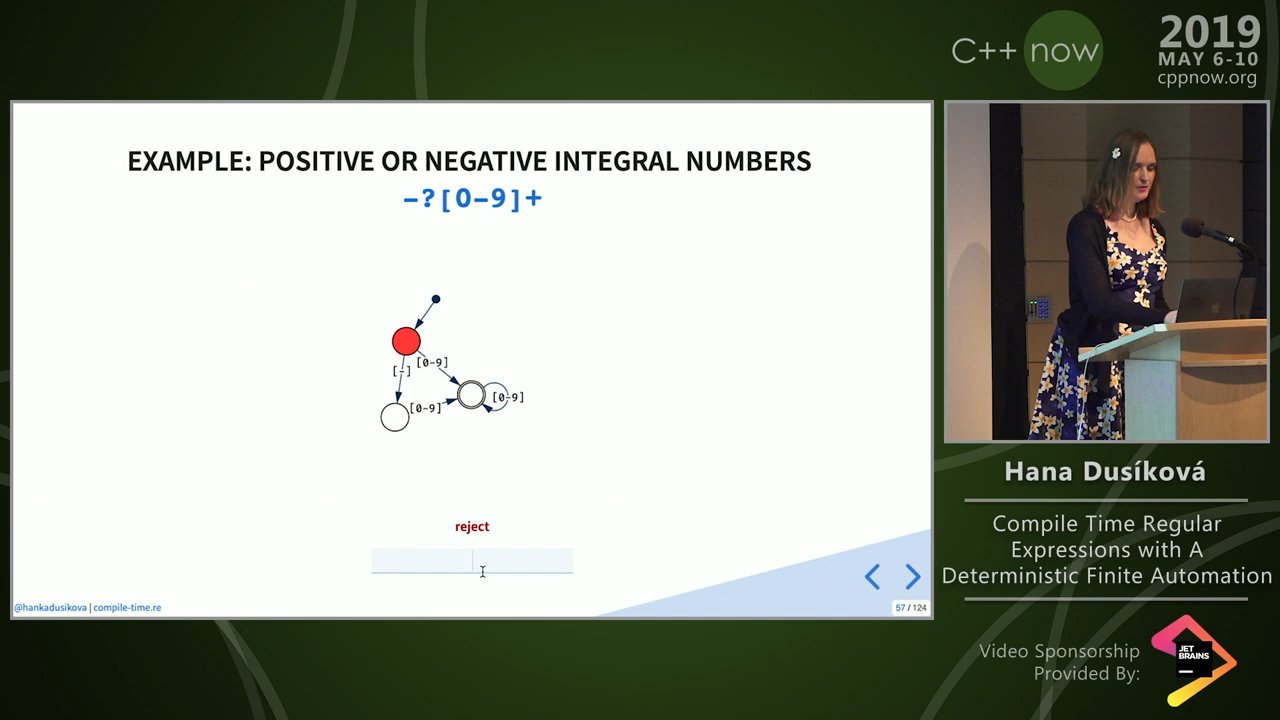 C++ now
2019
MAY 6-10
cppnow.org
EXAMPLE: POSITIVE OR NEGATIVE INTEGRAL NUMBERS
-?[0-9]+
[0-9]
[-]
[0-9]
[0-9]
reject
@hankadusikova | compile-time.re
57 / 124
Hana Dusíková
Compile Time Regular
Expressions with A
Deterministic Finite Automation
Video Sponsorship
Provided By:
JET
BRAINS